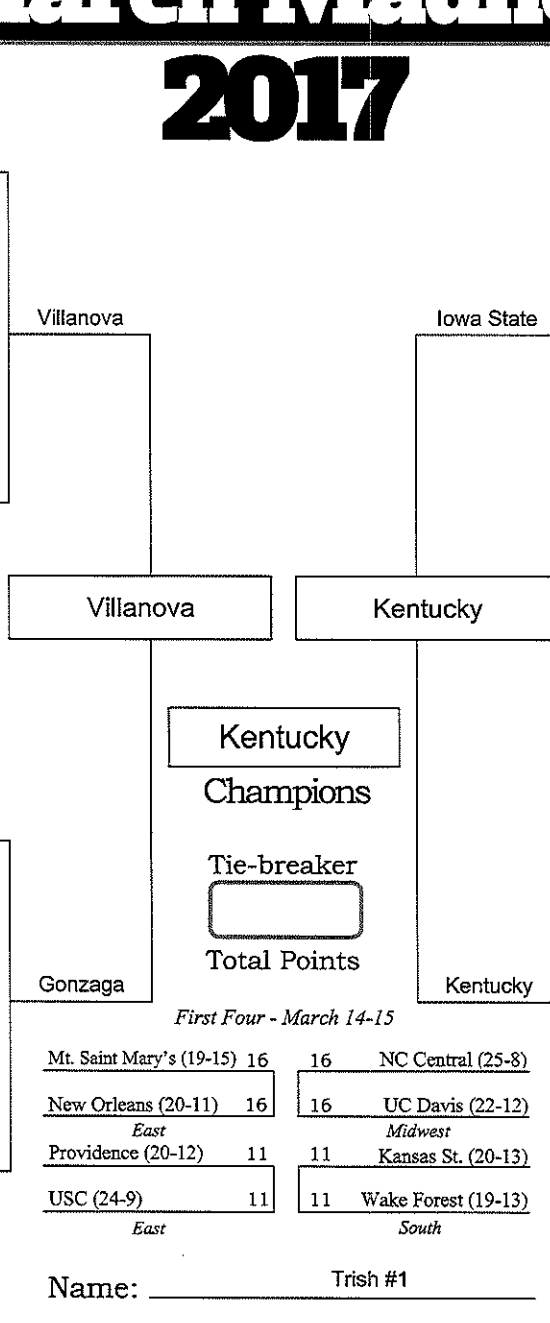 2017
Villanova Iowa State
Villanova Kentucky
Kentucky
Champions
Tie-breaker
Total Points
Gonzaga Kentucky
First Four - March 14-15
Mt. Saint Mary's (19-15) 16 16 NC Central (25-8)
New Orleans (20-11) 16 16 UC Davis (22-12)
East Midwest
Providence (20-12) 11 11 Kansas St. (20-13)
USC (24-9) 11 11 Wake Forest (19-13)
East South
Name: Trish #1